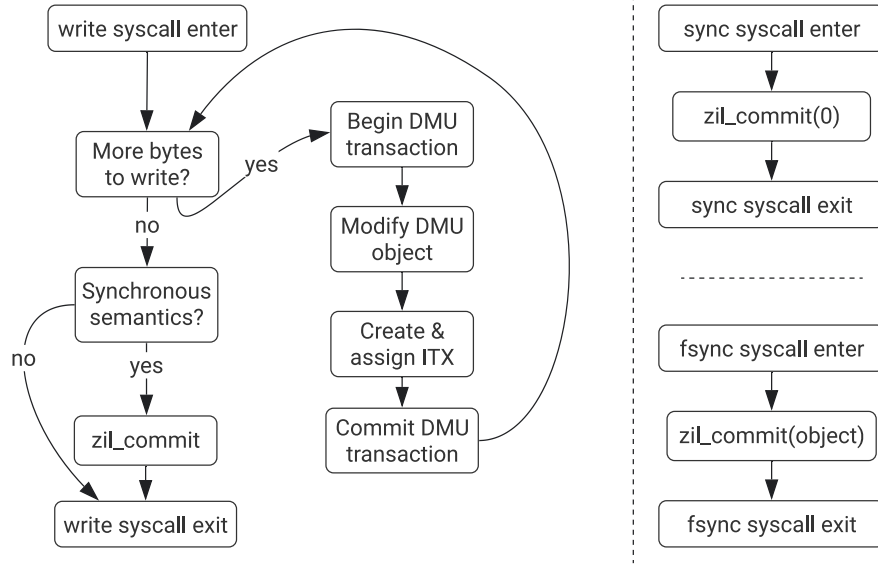 write syscall enter
More bytes
to write?
yes
no
Begin DMU
transaction
Modify DMU
object
Create &
assign ITX
Commit DMU
transaction
Synchronous
semantics?
no
yes
zil_commit
write syscall exit
sync syscall enter
zil_commit(0)
sync syscall exit
fsync syscall enter
zil_commit(object)
fsync syscall exit